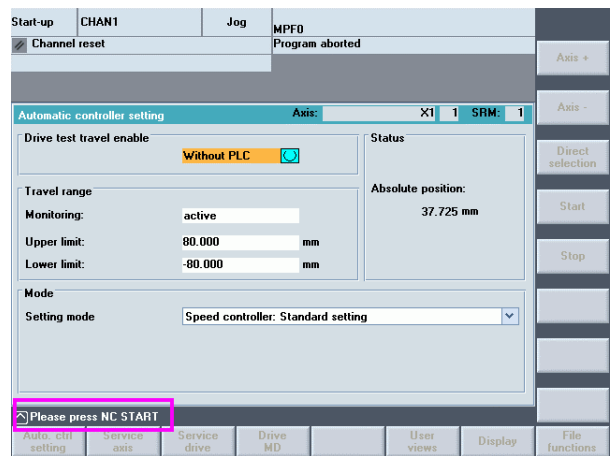 Start-up CHAN1 Jog MPF0
Channel reset Program aborted
Axis +
Automatic controller setting Axis: X1 1 SRM: 1
Axis -
Drive test travel enable Status
Without PLC
Direct
selection
Travel range Absolute position:
Monitoring: active 37.725 mm
Start
Upper limit: 80.000 mm
Lower limit: -80.000 mm
Stop
Mode
Setting mode Speed controller: Standard setting
Please press NC START
Auto. ctrl
setting
Service
axis
Service
drive
Drive
MD
User
views
Display
File
functions